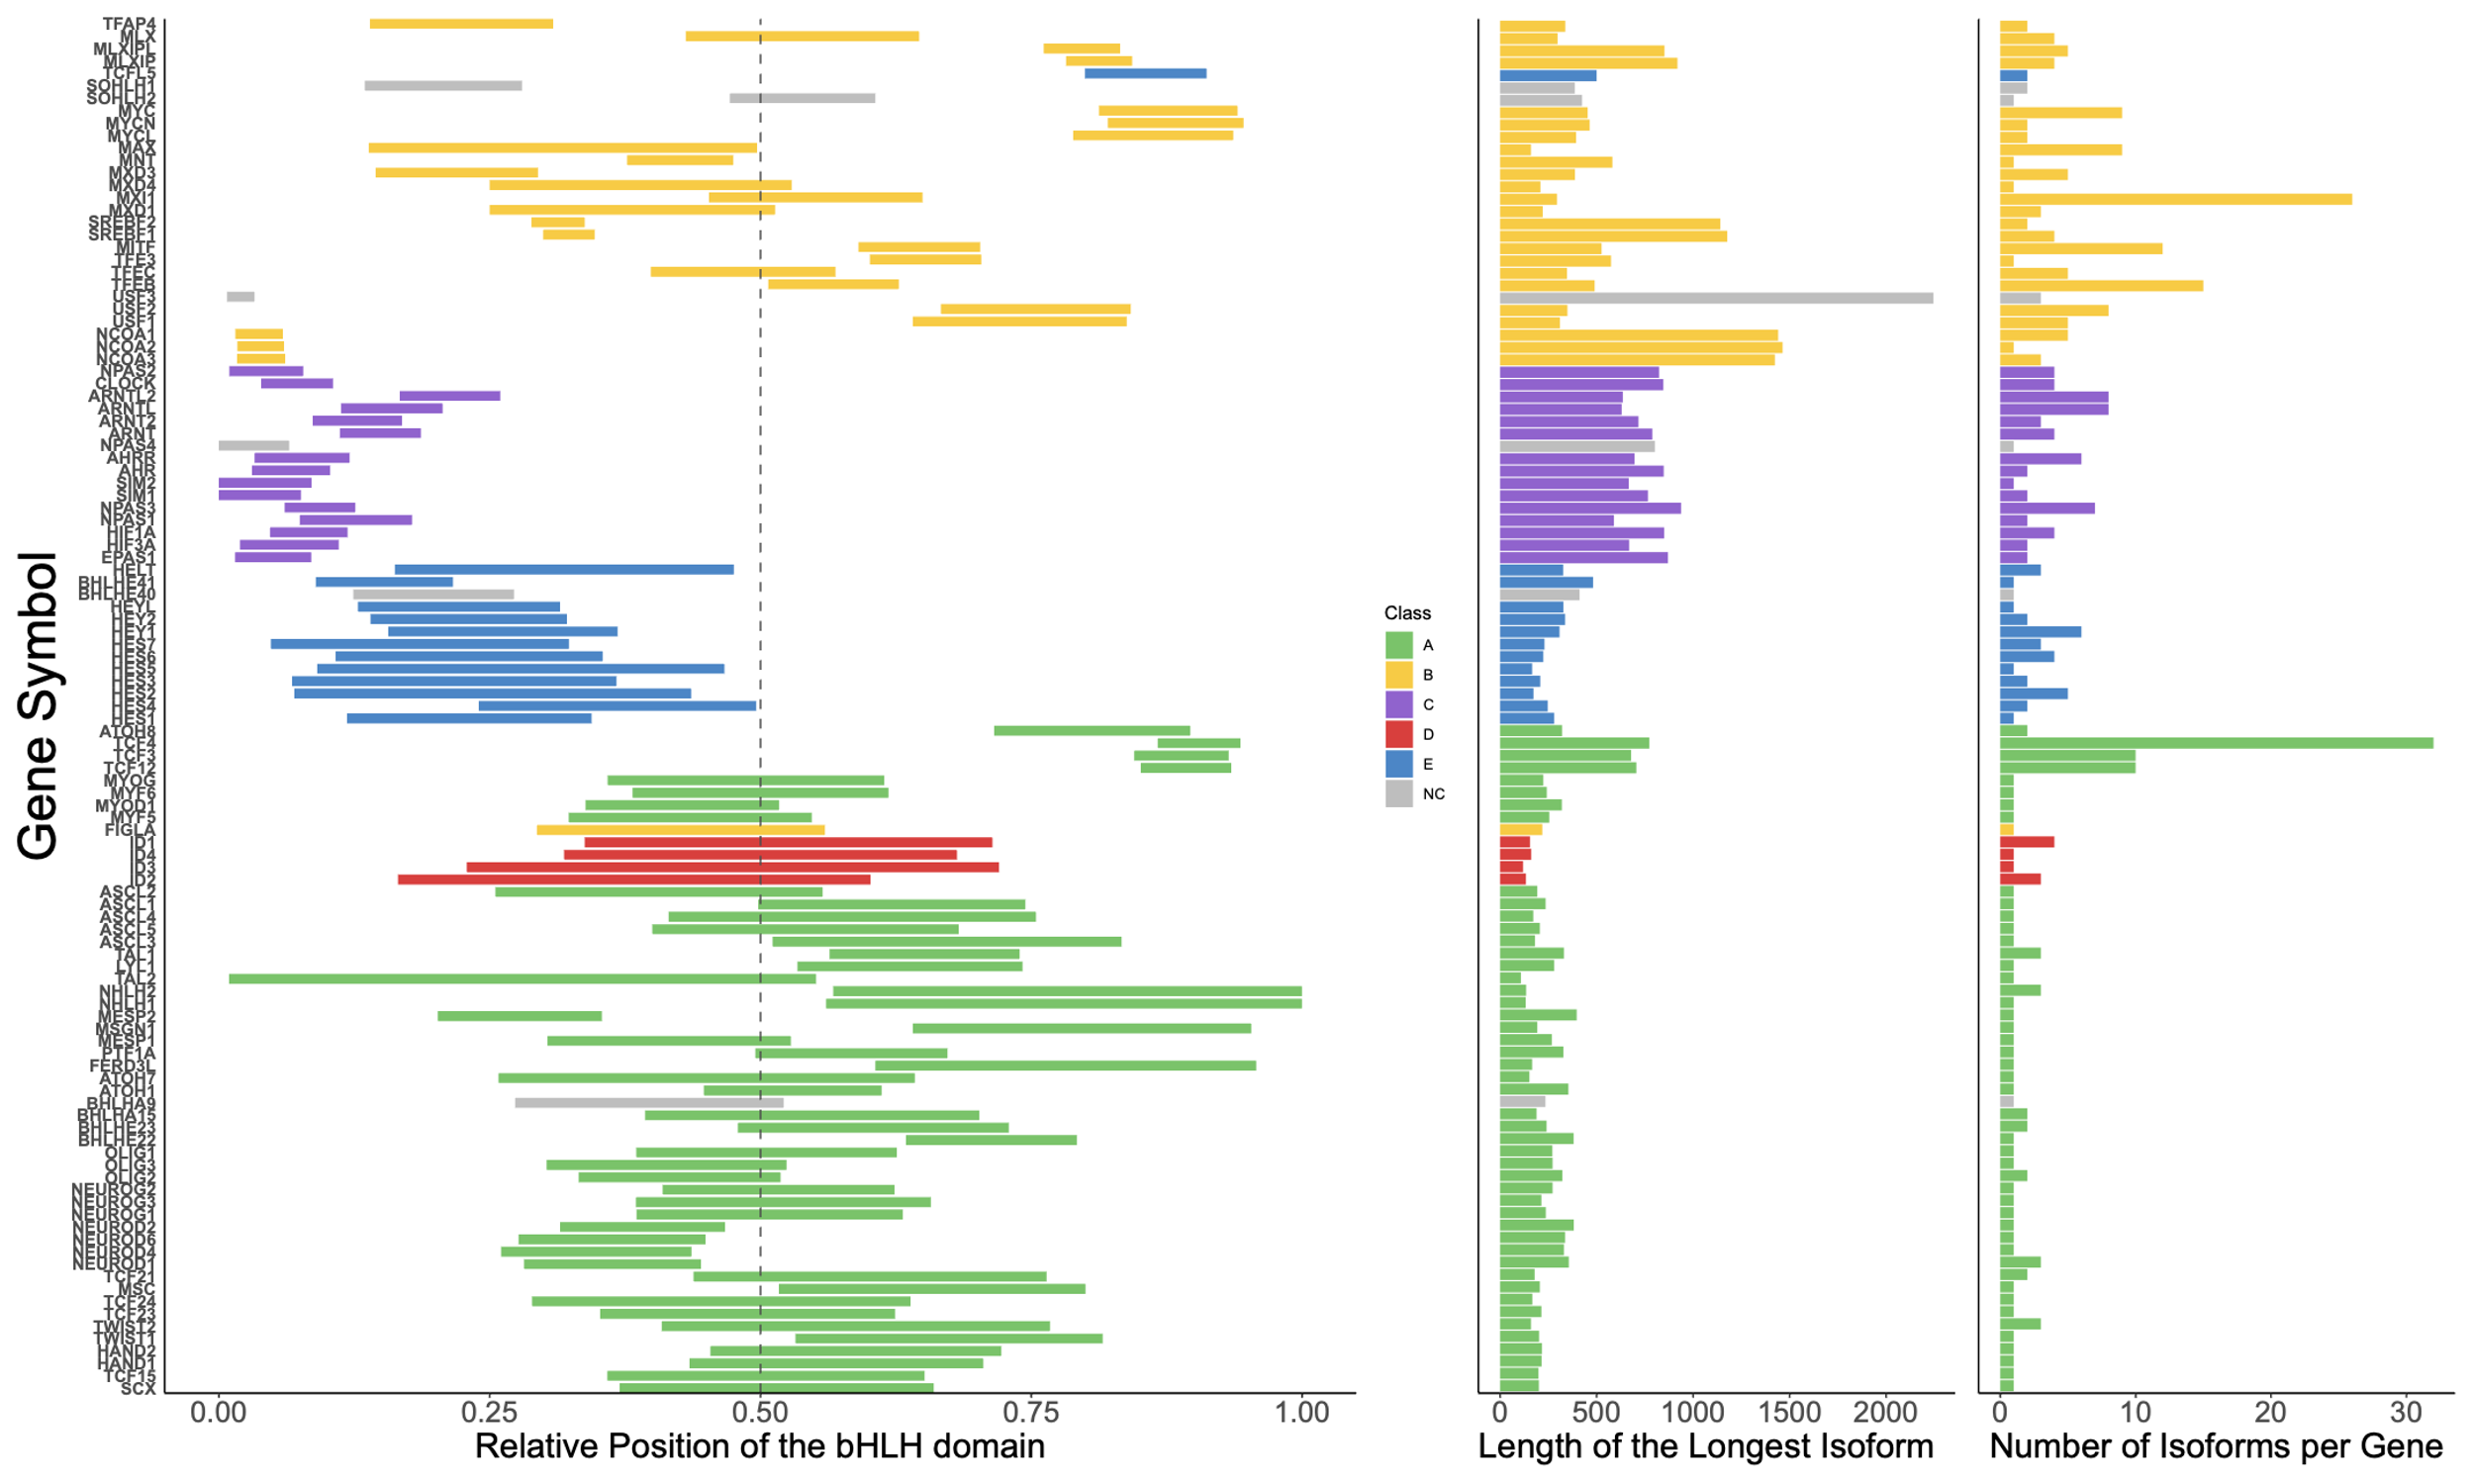 Gene Symbol
TFAP4
MLX
MLXIPL
MLXIP
TCFL5
SOHLH1
SOHLH2
MYC
MYCN
MYCL
MAX
MNT
MXD3
MXD4
MXI1
MXD1
SREBF2
SREBF1
MITF
TFE3
TFEC
TFEB
USF3
USF2
USF1
NCOA1
NCOA2
NCOA3
NPAS2
CLOCK
ARNTL2
ARNTL
ARNT2
ARNT
NPAS4
AHRR
AHR
SIM2
SIM1
NPAS3
NPAS1
HIF1A
HIF3A
EPAS1
HELT
BHLHE41
BHLHE40
HEYL
HEY2
HEY1
HES7
HES6
HES5
HES3
HES2
HES4
HES1
ATOH8
TCF4
TCF3
TCF12
MYOG
MYF6
MYOD1
MYF5
FIGLA
ID1
ID4
ID3
ID2
ASCL2
ASCL1
ASCL4
ASCL5
ASCL3
TAL1
LYL1
TAL2
NHLH2
NHLH1
MESP2
MSGN1
MESP1
PTF1A
FERD3L
ATOH7
ATOH1
BHLHA9
BHLHA15
BHLHE23
BHLHE22
OLIG1
OLIG3
OLIG2
NEUROG2
NEUROG3
NEUROG1
NEUROD2
NEUROD6
NEUROD4
NEUROD1
TCF21
MSC
TCF24
TCF23
TWIST2
TWIST1
HAND2
HAND1
TCF15
SCX
0.00 0.25 0.50 0.75 1.00
Relative Position of the bHLH domain
Class
A
B
C
D
E
NC
0 500 1000 1500 2000
Length of the Longest Isoform
0 10 20 30
Number of Isoforms per Gene